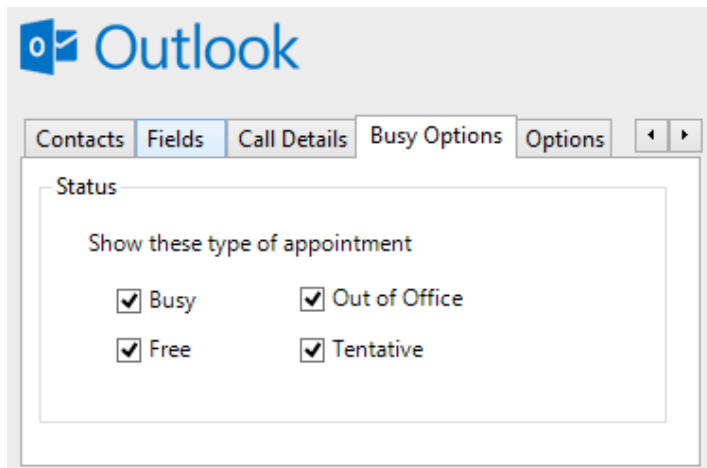 Outlook
Contacts Fields Call Details Busy Options Options
Status
Show these type of appointment
Busy Out of Office
Free Tentative